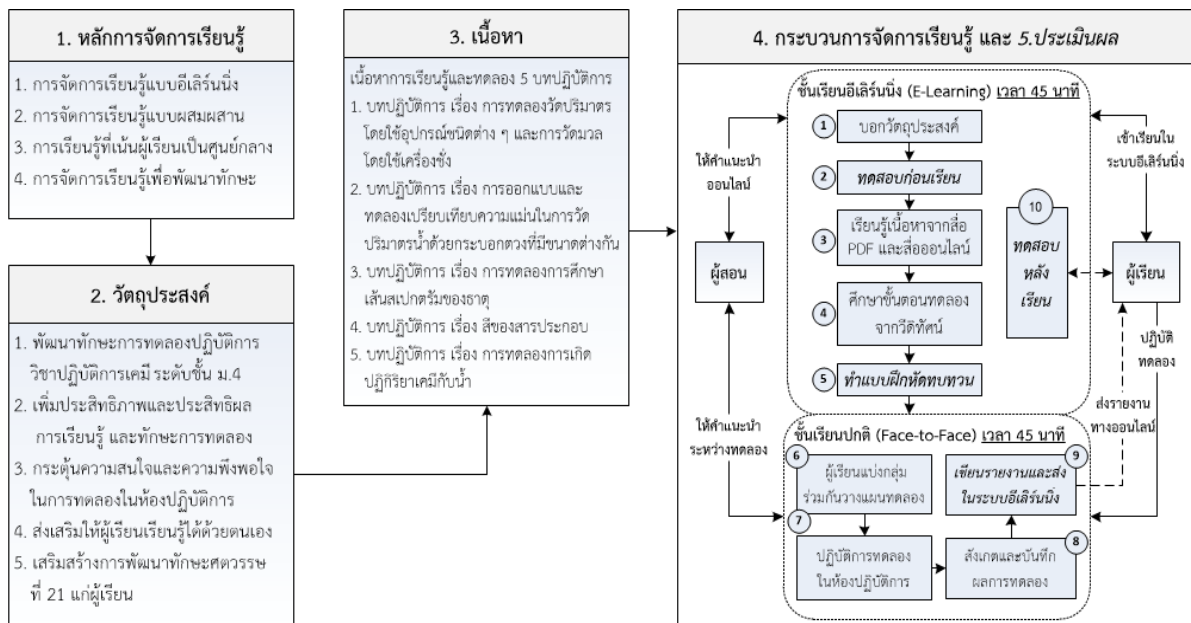 1. หลักการจัดการเรียนรู้
1. การจัดการเรียนรู้แบบอีเลิร์นนิ่ง
2. การจัดการเรียนรู้แบบผสมผสาน
3. การเรียนรู้ที่เน้นผู้เรียนเป็นศูนย์กลาง
4. การจัดการเรียนรู้เพื่อพัฒนาทักษะ
2. วัตถุประสงค์
1. พัฒนาทักษะการทดลองปฏิบัติการ
วิชาปฏิบัติการเคมี ระดับชั้น ม.4
2. เพิ่มประสิทธิภาพและประสิทธิผล
การเรียนรู้ และทักษะการทดลอง
3. กระตุ้นความสนใจและความพึงพอใจ
ในการทดลองในห้องปฏิบัติการ
4. ส่งเสริมให้ผู้เรียนเรียนรู้ได้ด้วยตนเอง
5. เสริมสร้างการพัฒนาทักษะศตวรรษ
ที่ 21 แก่ผู้เรียน
3. เนื้อหา
เนื้อหาการเรียนรู้และทดลอง 5 บทปฏิบัติการ
1. บทปฏิบัติการ เรื่อง การทดลองวัดปริมาตร
โดยใช้อุปกรณ์ชนิดต่าง ๆ และการวัดมวล
โดยใช้เครื่องชั่ง
2. บทปฏิบัติการ เรื่อง การออกแบบและ
ทดลองเปรียบเทียบความแม่นในการวัด
ปริมาตรน้ำด้วยกระบอกตวงที่มีขนาดต่างกัน
3. บทปฏิบัติการ เรื่อง การทดลองการศึกษา
เส้นสเปกตรัมของธาตุ
4. บทปฏิบัติการ เรื่อง สีของสารประกอบ
5. บทปฏิบัติการ เรื่อง การทดลองการเกิด
ปฏิกิริยาเคมีกับน้ำ
4. กระบวนการจัดการเรียนรู้ และ 5.ประเมินผล
ชั้นเรียนอีเลิร์นนิ่ง (E-Learning) เวลา 45 นาที
1 บอกวัตถุประสงค์
2 ทดสอบก่อนเรียน
3 เรียนรู้เนื้อหาจากสื่อ
PDF และสื่อออนไลน์
4 ศึกษาขั้นตอนทดลอง
จากวีดิทัศน์
5 ทำแบบฝึกหัดทบทวน
10
ทดสอบ
หลัง
เรียน
ให้คำแนะนำ
ออนไลน์
ผู้สอน
ให้คำแนะนำ
ระหว่างทดลอง
เข้าเรียนใน
ระบบอีเลิร์นนิ่ง
ผู้เรียน
ปฏิบัติ
ทดลอง
ส่งรายงาน
ทางออนไลน์
ชั้นเรียนปกติ (Face-to-Face) เวลา 45 นาที
6 ผู้เรียนแบ่งกลุ่ม
ร่วมกันวางแผนทดลอง
7 ปฏิบัติการทดลอง
ในห้องปฏิบัติการ
8 สังเกตและบันทึก
ผลการทดลอง
9 เขียนรายงานและส่ง
ในระบบอีเลิร์นนิ่ง